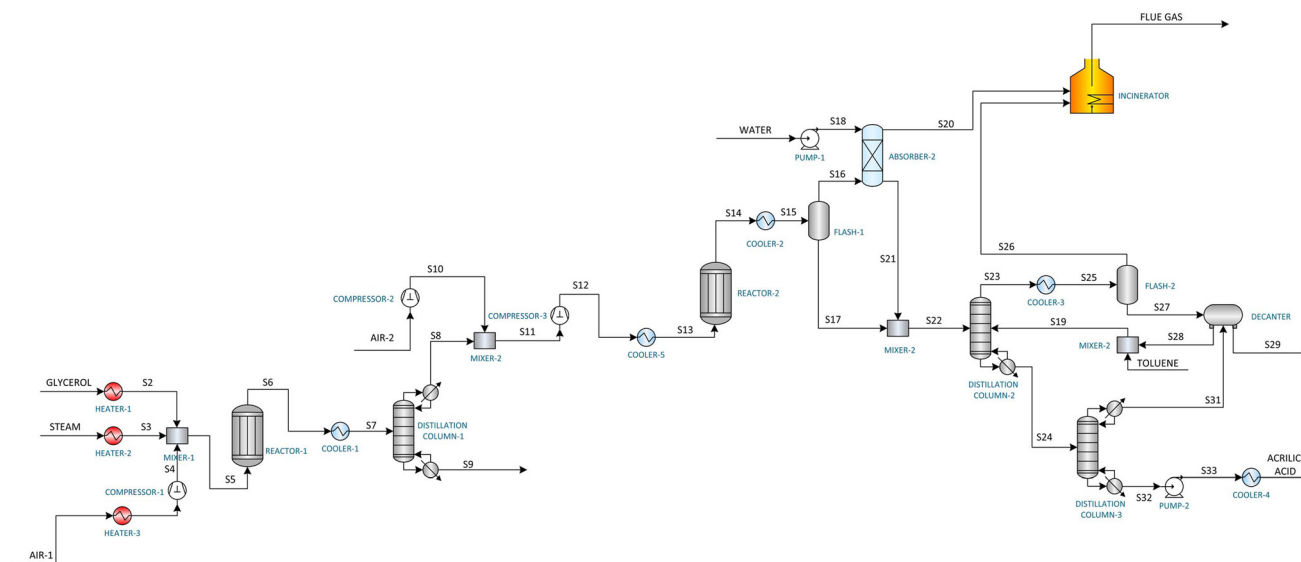 FLUE GAS
INCINERATOR
WATER
S18
S20
PUMP-1
ABSORBER-2
S16
S14
S15
COOLER-2
FLASH-1
S26
S21
S23
S25
COOLER-3
FLASH-2
S10
COMPRESSOR-2
S12
COMPRESSOR-3
REACTOR-2
S27
DECANTER
AIR-2
S8
S11
MIXER-2
COOLER-5
S13
S17
MIXER-2
S22
S19
MIXER-2
S28
S29
TOLUENE
DISTILLATION
COLUMN-2
GLYCEROL
S2
HEATER-1
S6
STEAM
S3
HEATER-2
MIXER-1
S4
S5
REACTOR-1
COOLER-1
S7
DISTILLATION
COLUMN-1
S9
S31
S24
COMPRESSOR-1
HEATER-3
AIR-1
DISTILLATION
COLUMN-3
S32
PUMP-2
S33
COOLER-4
ACRILIC
ACID